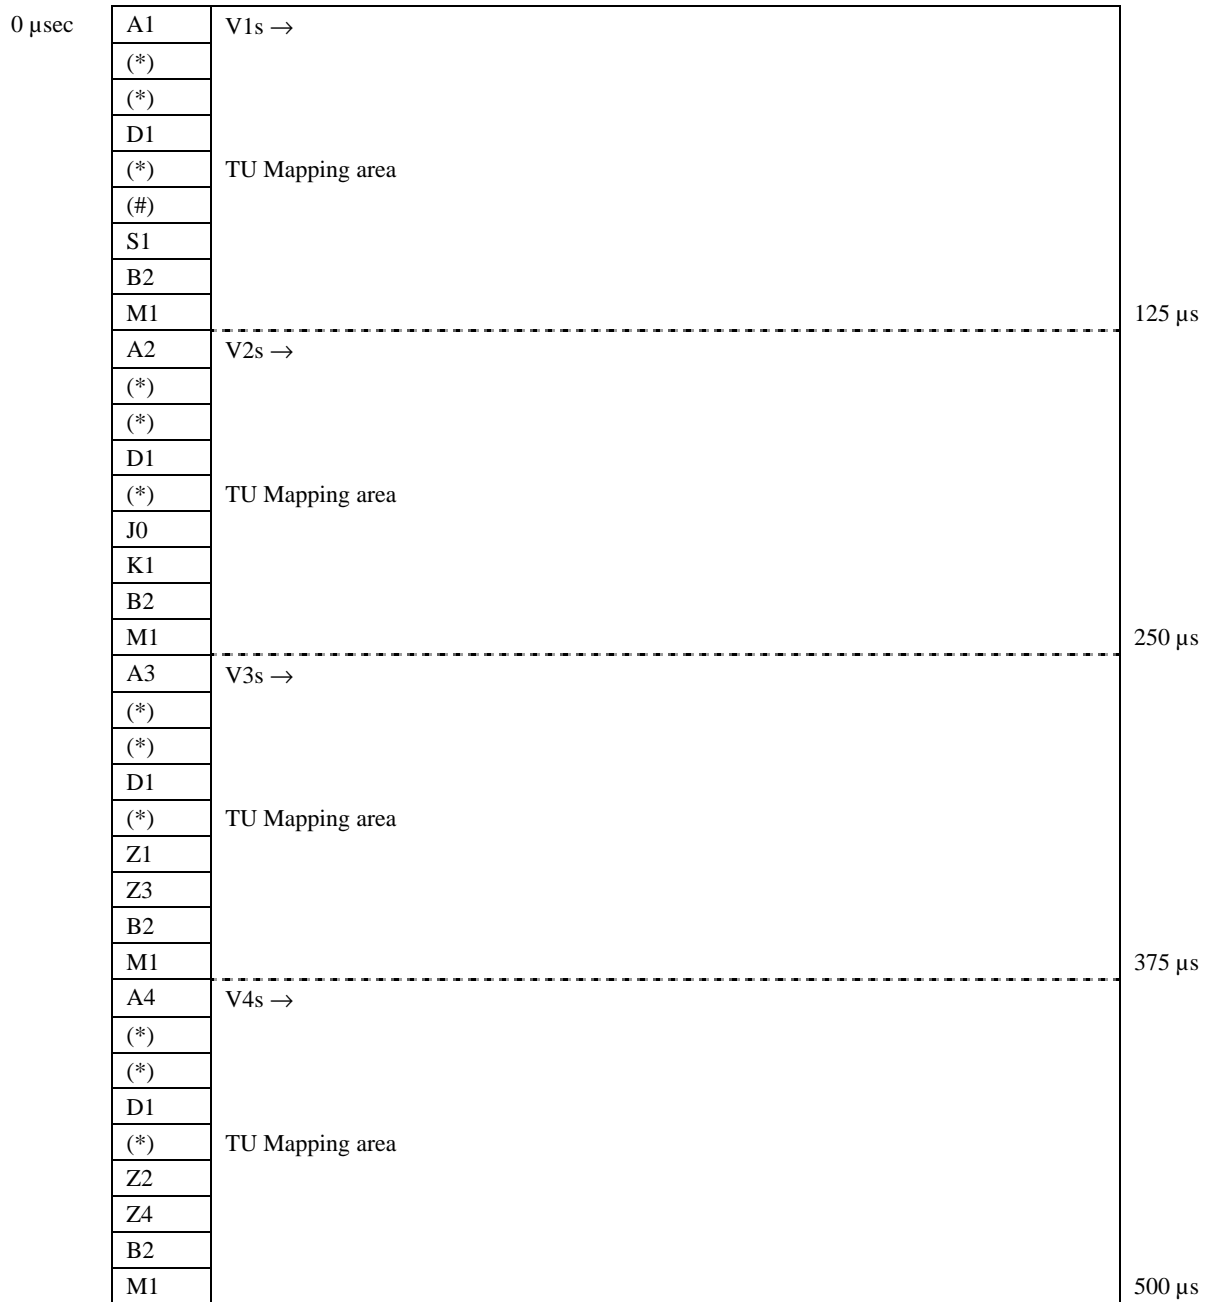 0 µsec A1 V1s →
(*)
(*)
D1
(*) TU Mapping area
(#)
S1
B2
M1 125 µs
A2 V2s →
(*)
(*)
D1
(*) TU Mapping area
J0
K1
B2
M1 250 µs
A3 V3s →
(*)
(*)
D1
(*) TU Mapping area
Z1
Z3
B2
M1 375 µs
A4 V4s →
(*)
(*)
D1
(*) TU Mapping area
Z2
Z4
B2
M1 500 µs